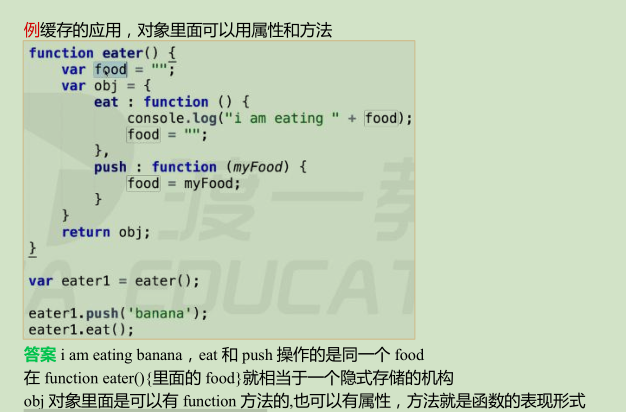 例缓存的应用，对象里面可以用属性和方法
function eater() {
    var food = "";
    var obj = {
        eat : function () {
            console.log("i am eating " + food);
            food = "";
        },
        push : function (myFood) {
            food = myFood;
        }
    }
    return obj;
}
var eater1 = eater();
eater1.push('banana');
eater1.eat();
答案 i am eating banana，eat 和 push 操作的是同一个 food
在 function eater(){里面的 food}就相当于一个隐式存储的机构
obj 对象里面是可以有 function 方法的,也可以有属性，方法就是函数的表现形式